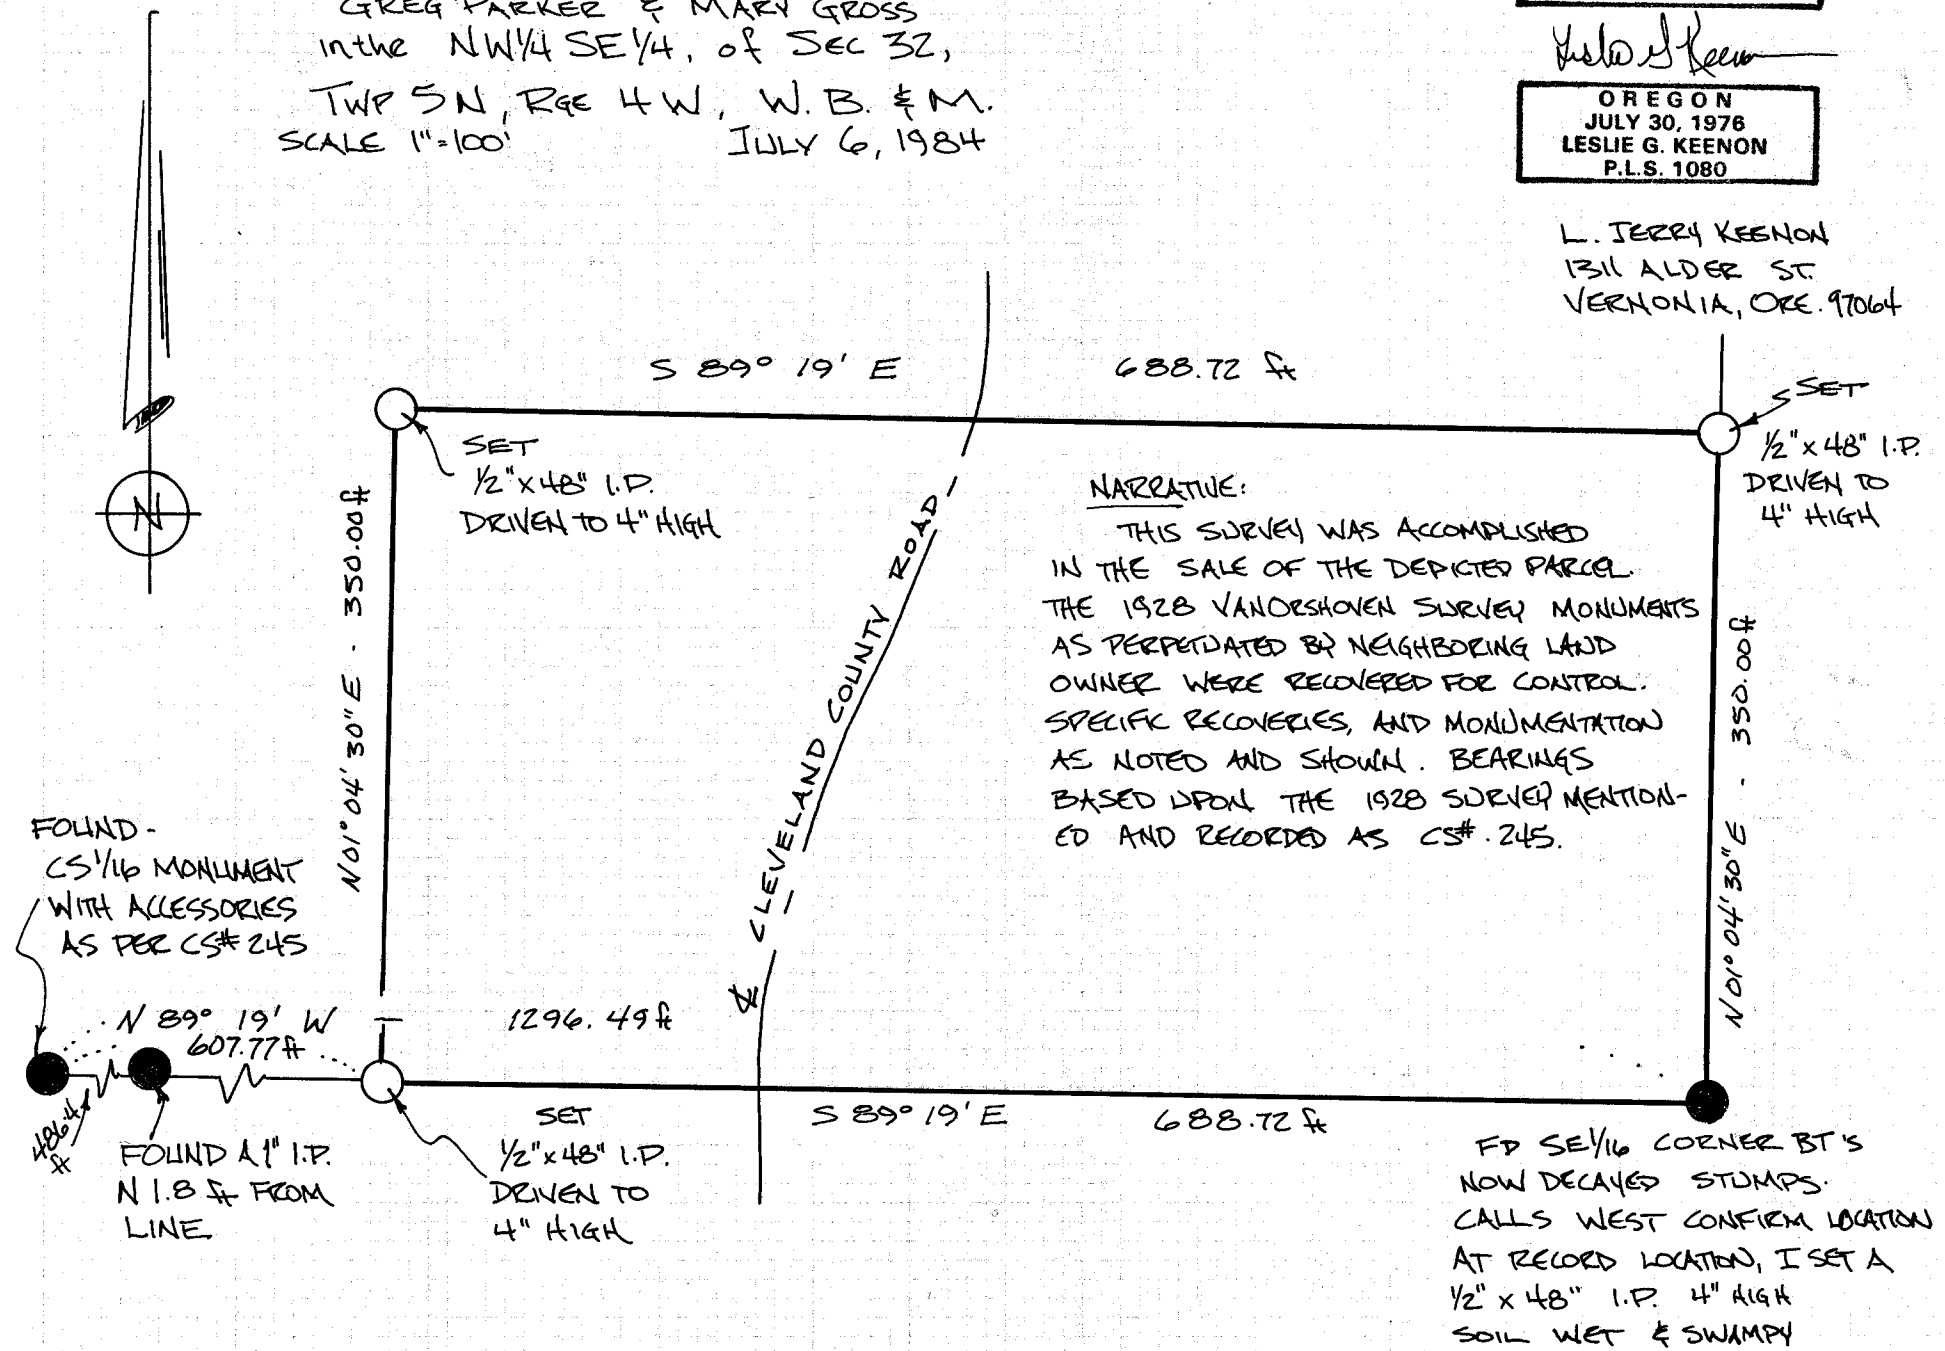 GREG PARKER & MARY GROSS
in the NW1/4 SE1/4, of SEC 32,
TWP 5N, RGE 4W, W.B. & M.
SCALE 1"=100' JULY 6, 1984
OREGON
JULY 30, 1976
LESLIE G. KEENON
P.L.S. 1080
L. JERRY KEENON
1311 ALDER ST.
VERNONIA, ORE. 97064
N
S 89° 19' E 688.72 ft
SET
1/2" x 48" I.P.
DRIVEN TO 4" HIGH
SET
1/2" x 48" I.P.
DRIVEN TO
4" HIGH
N 01° 04' 30" E - 350.00 ft
℄ CLEVELAND COUNTY ROAD
NARRATIVE:
THIS SURVEY WAS ACCOMPLISHED
IN THE SALE OF THE DEPICTED PARCEL.
THE 1928 VANORSHOVEN SURVEY MONUMENTS
AS PERPETUATED BY NEIGHBORING LAND
OWNER WERE RECOVERED FOR CONTROL.
SPECIFIC RECOVERIES, AND MONUMENTATION
AS NOTED AND SHOWN. BEARINGS
BASED UPON THE 1928 SURVEY MENTION-
ED AND RECORDED AS CS# 245.
N 01° 04' 30" E - 350.00 ft
FOUND -
CS 1/16 MONUMENT
WITH ACCESSORIES
AS PER CS# 245
N 89° 19' W 1296.49 ft
607.77 ft
486.4
ft
FOUND A 1" I.P.
N 1.8 ft FROM
LINE
SET
1/2" x 48" I.P.
DRIVEN TO
4" HIGH
S 89° 19' E 688.72 ft
FD SE1/16 CORNER BT'S
NOW DECAYED STUMPS.
CALLS WEST CONFIRM LOCATION
AT RECORD LOCATION, I SET A
1/2" x 48" I.P. 4" HIGH
SOIL WET & SWAMPY